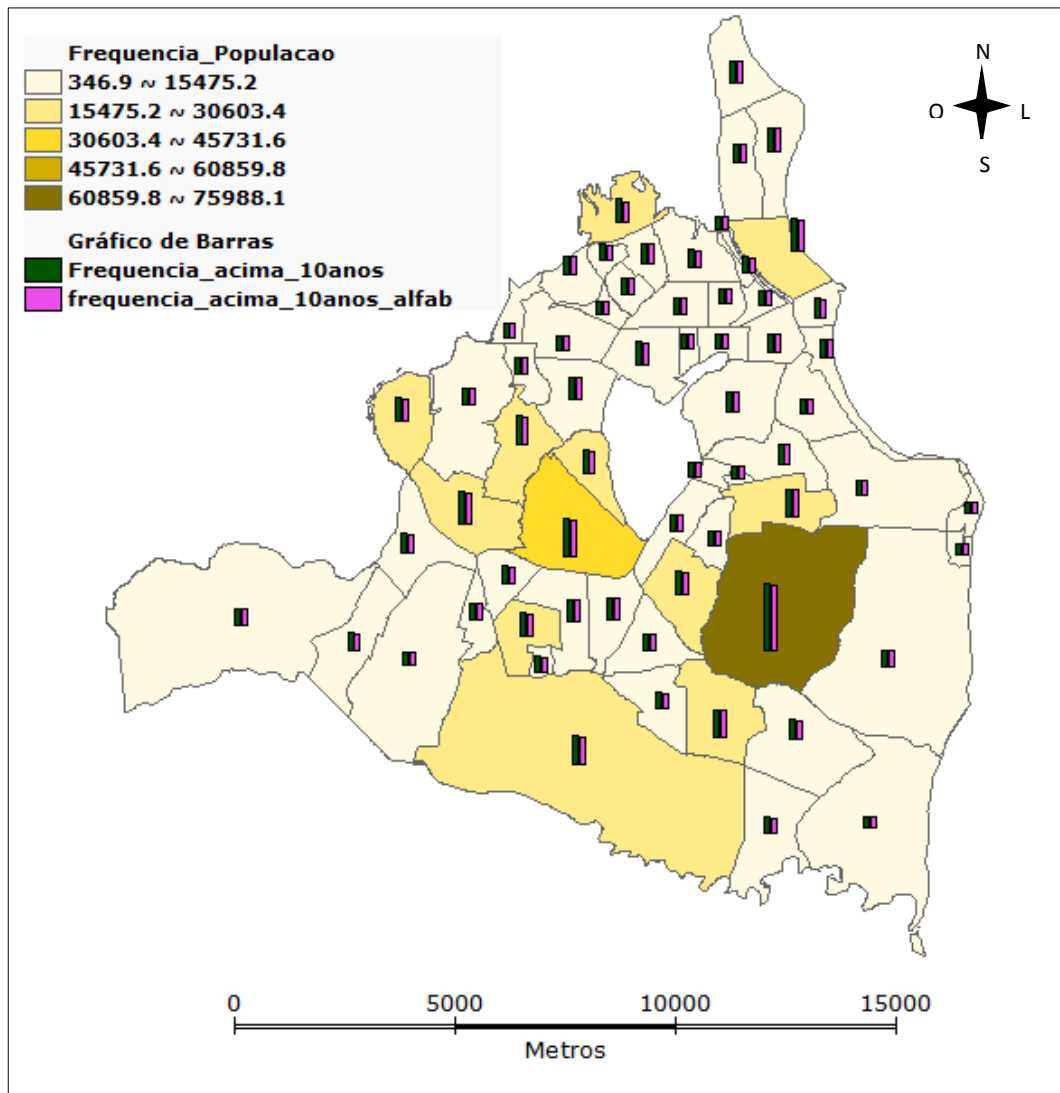 Frequencia_Populacao
346.9 ~ 15475.2
15475.2 ~ 30603.4
30603.4 ~ 45731.6
45731.6 ~ 60859.8
60859.8 ~ 75988.1
Gráfico de Barras
Frequencia_acima_10anos
frequencia_acima_10anos_alfab
N
O L
S
0 5000 10000 15000
Metros